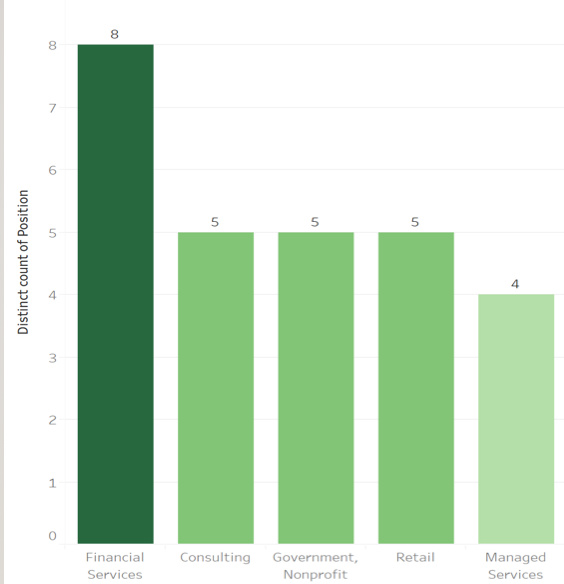 8
8
7
6
5
4
3
2
1
0
Distinct count of Position
5
5
5
4
Financial
Services
Consulting
Government,
Nonprofit
Retail
Managed
Services